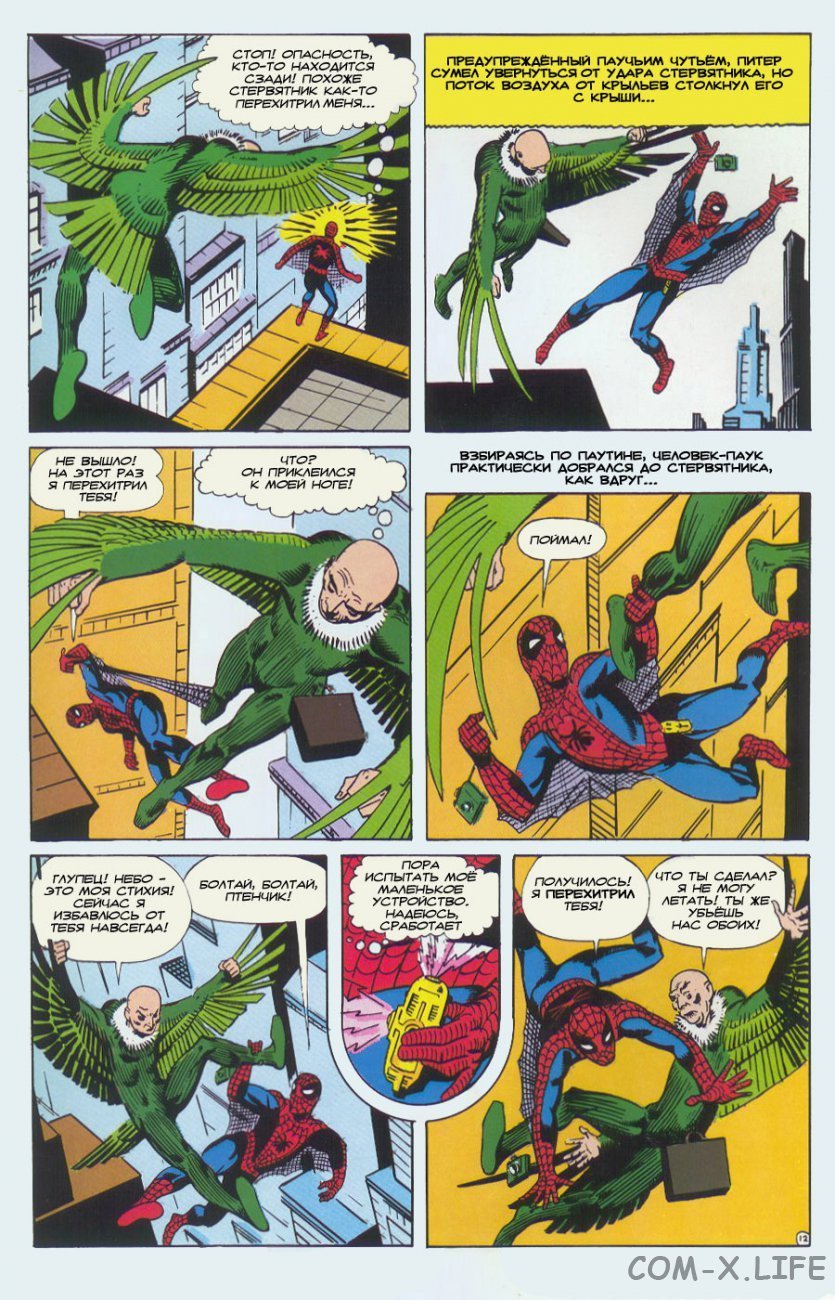 СТОП! ОПАСНОСТЬ,
КТО-ТО НАХОДИТСЯ
СЗАДИ! ПОХОЖЕ
СТЕРВЯТНИК КАК-ТО
ПЕРЕХИТРИЛ МЕНЯ...
ПРЕДУПРЕЖДЁННЫЙ ПАУЧЬИМ ЧУТЬЁМ, ПИТЕР
СУМЕЛ УВЕРНУТЬСЯ ОТ УДАРА СТЕРВЯТНИКА, НО
ПОТОК ВОЗДУХА ОТ КРЫЛЬЕВ СТОЛКНУЛ ЕГО
С КРЫШИ...
НЕ ВЫШЛО!
НА ЭТОТ РАЗ
Я ПЕРЕХИТРИЛ
ТЕБЯ!
ЧТО?
ОН ПРИКЛЕИЛСЯ
К МОЕЙ НОГЕ!
ВЗБИРАЯСЬ ПО ПАУТИНЕ, ЧЕЛОВЕК-ПАУК
ПРАКТИЧЕСКИ ДОБРАЛСЯ ДО СТЕРВЯТНИКА,
КАК ВДРУГ...
ПОЙМАЛ!
ГЛУПЕЦ! НЕБО -
ЭТО МОЯ СТИХИЯ!
СЕЙЧАС Я
ИЗБАВЛЮСЬ ОТ
ТЕБЯ НАВСЕГДА!
БОЛТАЙ, БОЛТАЙ,
ПТЕНЧИК!
ПОРА
ИСПЫТАТЬ МОЁ
МАЛЕНЬКОЕ
УСТРОЙСТВО.
НАДЕЮСЬ,
СРАБОТАЕТ
ПОЛУЧИЛОСЬ!
Я ПЕРЕХИТРИЛ
ТЕБЯ!
ЧТО ТЫ СДЕЛАЛ?
Я НЕ МОГУ
ЛЕТАТЬ! ТЫ ЖЕ
УБЬЁШЬ
НАС ОБОИХ!
12
COM-X.LIFE